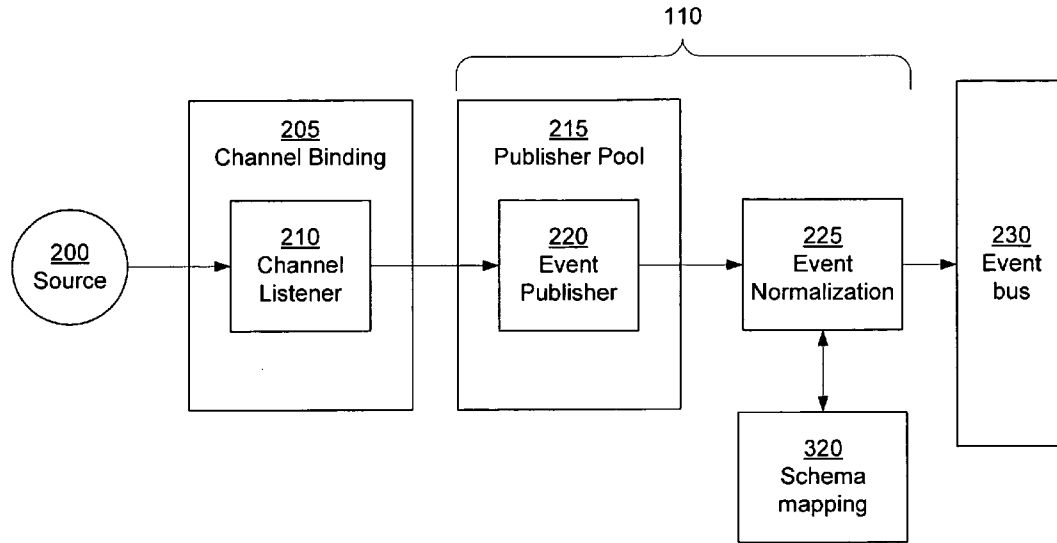 110
205
Channel Binding
215
Publisher Pool
200
Source
210
Channel
Listener
220
Event
Publisher
225
Event
Normalization
230
Event
bus
320
Schema
mapping